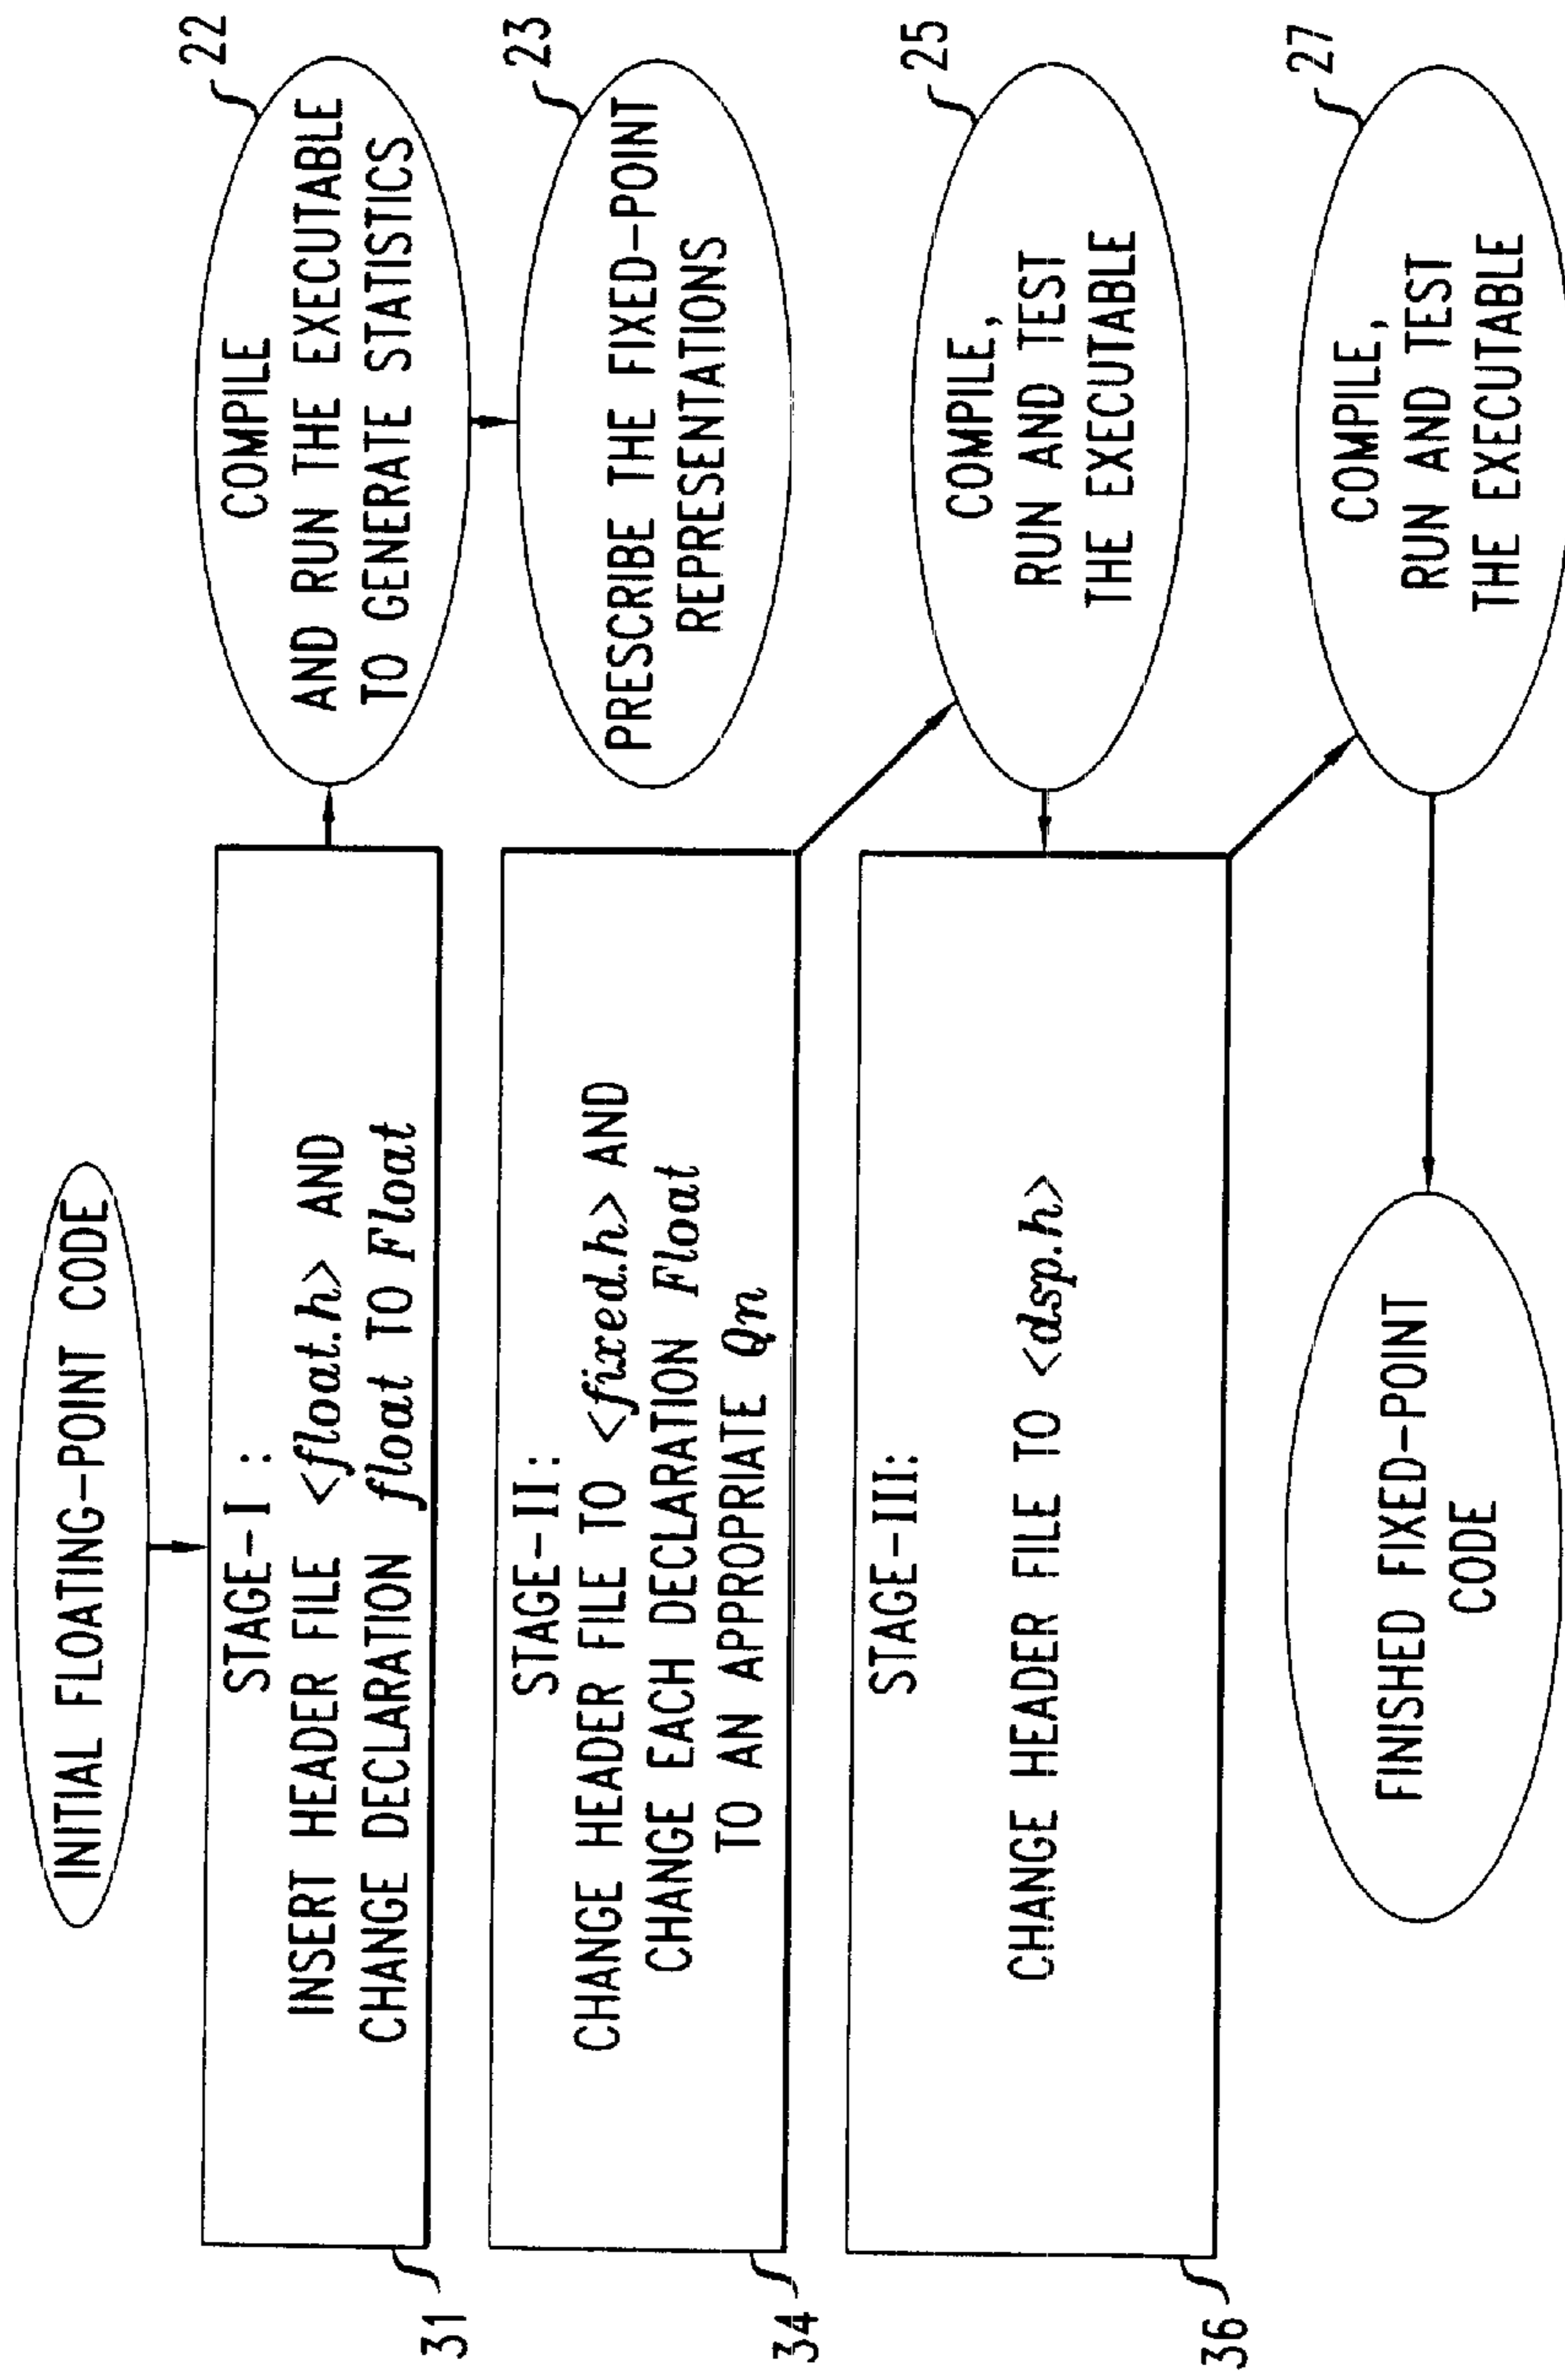 INITIAL FLOATING-POINT CODE
STAGE-I :
INSERT HEADER FILE <float.h> AND
CHANGE DECLARATION float TO Float
31
COMPILE
AND RUN THE EXECUTABLE
TO GENERATE STATISTICS
22
PRESCRIBE THE FIXED-POINT
REPRESENTATIONS
23
STAGE-II:
CHANGE HEADER FILE TO <fixed.h> AND
CHANGE EACH DECLARATION Float
TO AN APPROPRIATE Qn
34
COMPILE,
RUN AND TEST
THE EXECUTABLE
25
STAGE-III:
CHANGE HEADER FILE TO <dsp.h>
36
COMPILE,
RUN AND TEST
THE EXECUTABLE
27
FINISHED FIXED-POINT
CODE